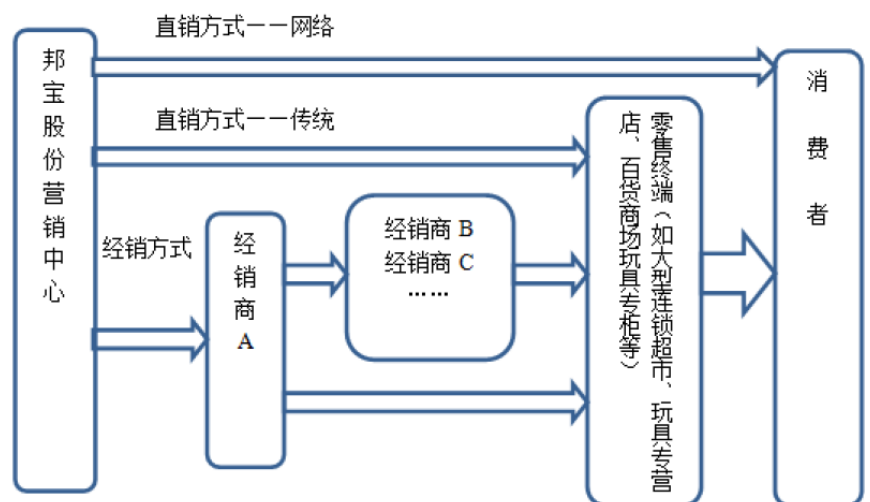 直销方式——网络
邦宝股份营销中心
消费者
直销方式——传统
零售终端（如大型连锁超市、玩具专营
店、百货商场玩具专柜等）
经销方式
经销商 A
经销商 B
经销商 C
……